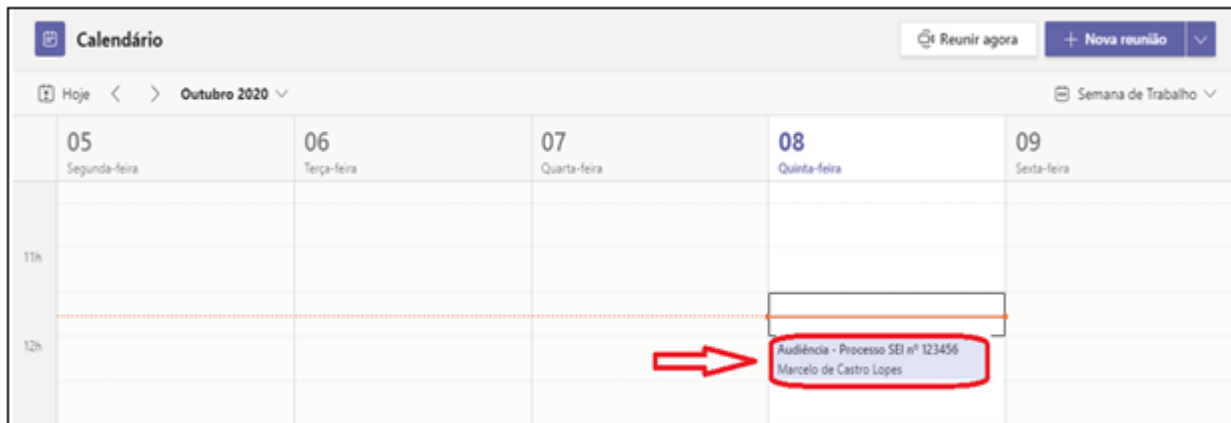 Calendário
Reunir agora
+ Nova reunião
Hoje
Outubro 2020
Semana de Trabalho
05
06
07
08
09
Segunda-feira
Terça-feira
Quarta-feira
Quinta-feira
Sexta-feira
11h
12h
Audiência - Processo SEI nº 123456
Marcelo de Castro Lopes